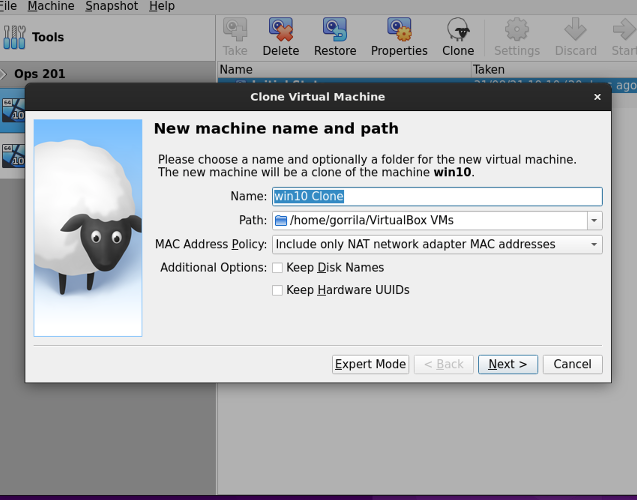 File Machine Snapshot Help
Tools
Take Delete Restore Properties Clone Settings Discard Start
Name Taken
Ops 201
Clone Virtual Machine
New machine name and path
Please choose a name and optionally a folder for the new virtual machine.
The new machine will be a clone of the machine win10.
Name: win10 Clone
Path: /home/gorrila/VirtualBox VMs
MAC Address Policy: Include only NAT network adapter MAC addresses
Additional Options: Keep Disk Names
Keep Hardware UUIDs
Expert Mode < Back Next > Cancel